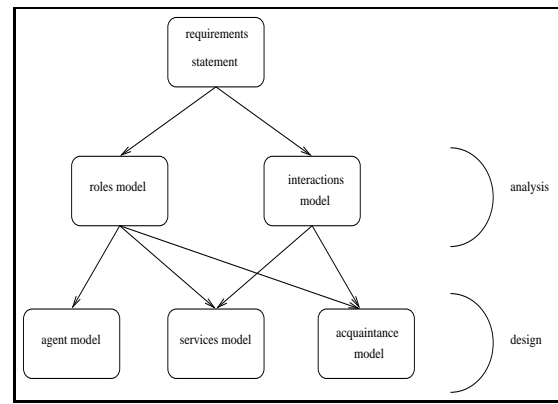 requirements
statement
roles model
interactions
model
analysis
agent model
services model
acquaintance
model
design